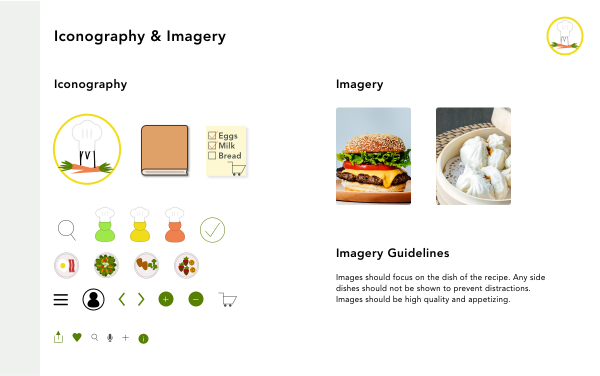 Iconography & Imagery
Iconography
Imagery
Eggs
Milk
Bread
Imagery Guidelines
Images should focus on the dish of the recipe. Any side
dishes should not be shown to prevent distractions.
Images should be high quality and appetizing.